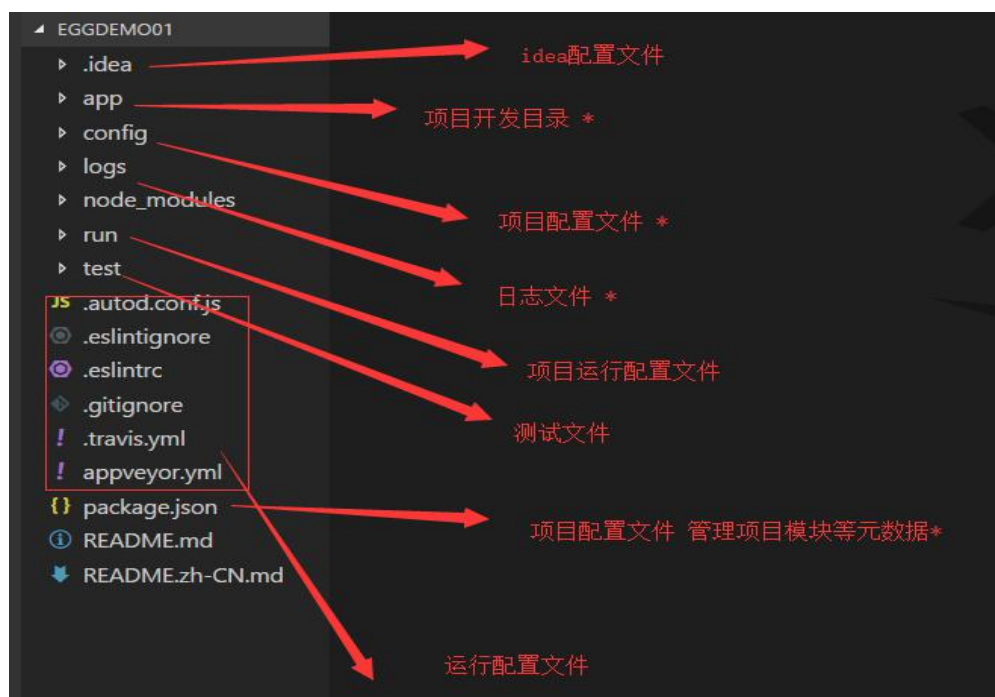 EGGDEMO01
.idea
idea配置文件
app
项目开发目录 *
config
logs
node_modules
项目配置文件 *
run
test
日志文件 *
JS .autod.conf.js
.eslintignore
.eslintrc
项目运行配置文件
.gitignore
! .travis.yml
测试文件
! appveyor.yml
{} package.json
项目配置文件 管理项目模块等元数据*
README.md
README.zh-CN.md
运行配置文件